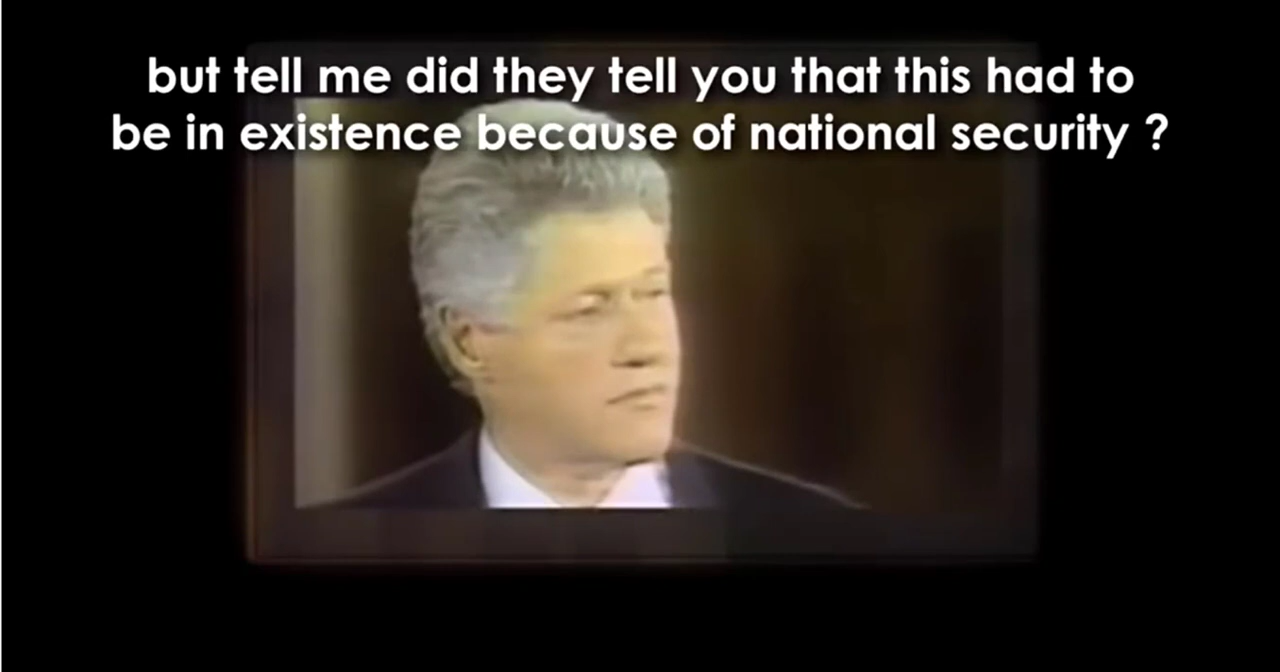 but tell me did they tell you that this had to
be in existence because of national security ?